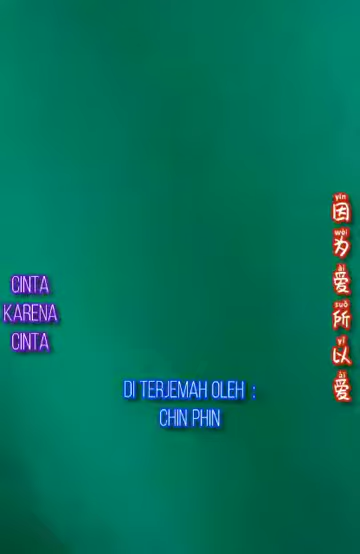 CINTA
KARENA
CINTA
yīn
因
wèi
为
ài
爱
suǒ
所
yǐ
以
ài
爱
DI TERJEMAH OLEH :
CHIN PHIN